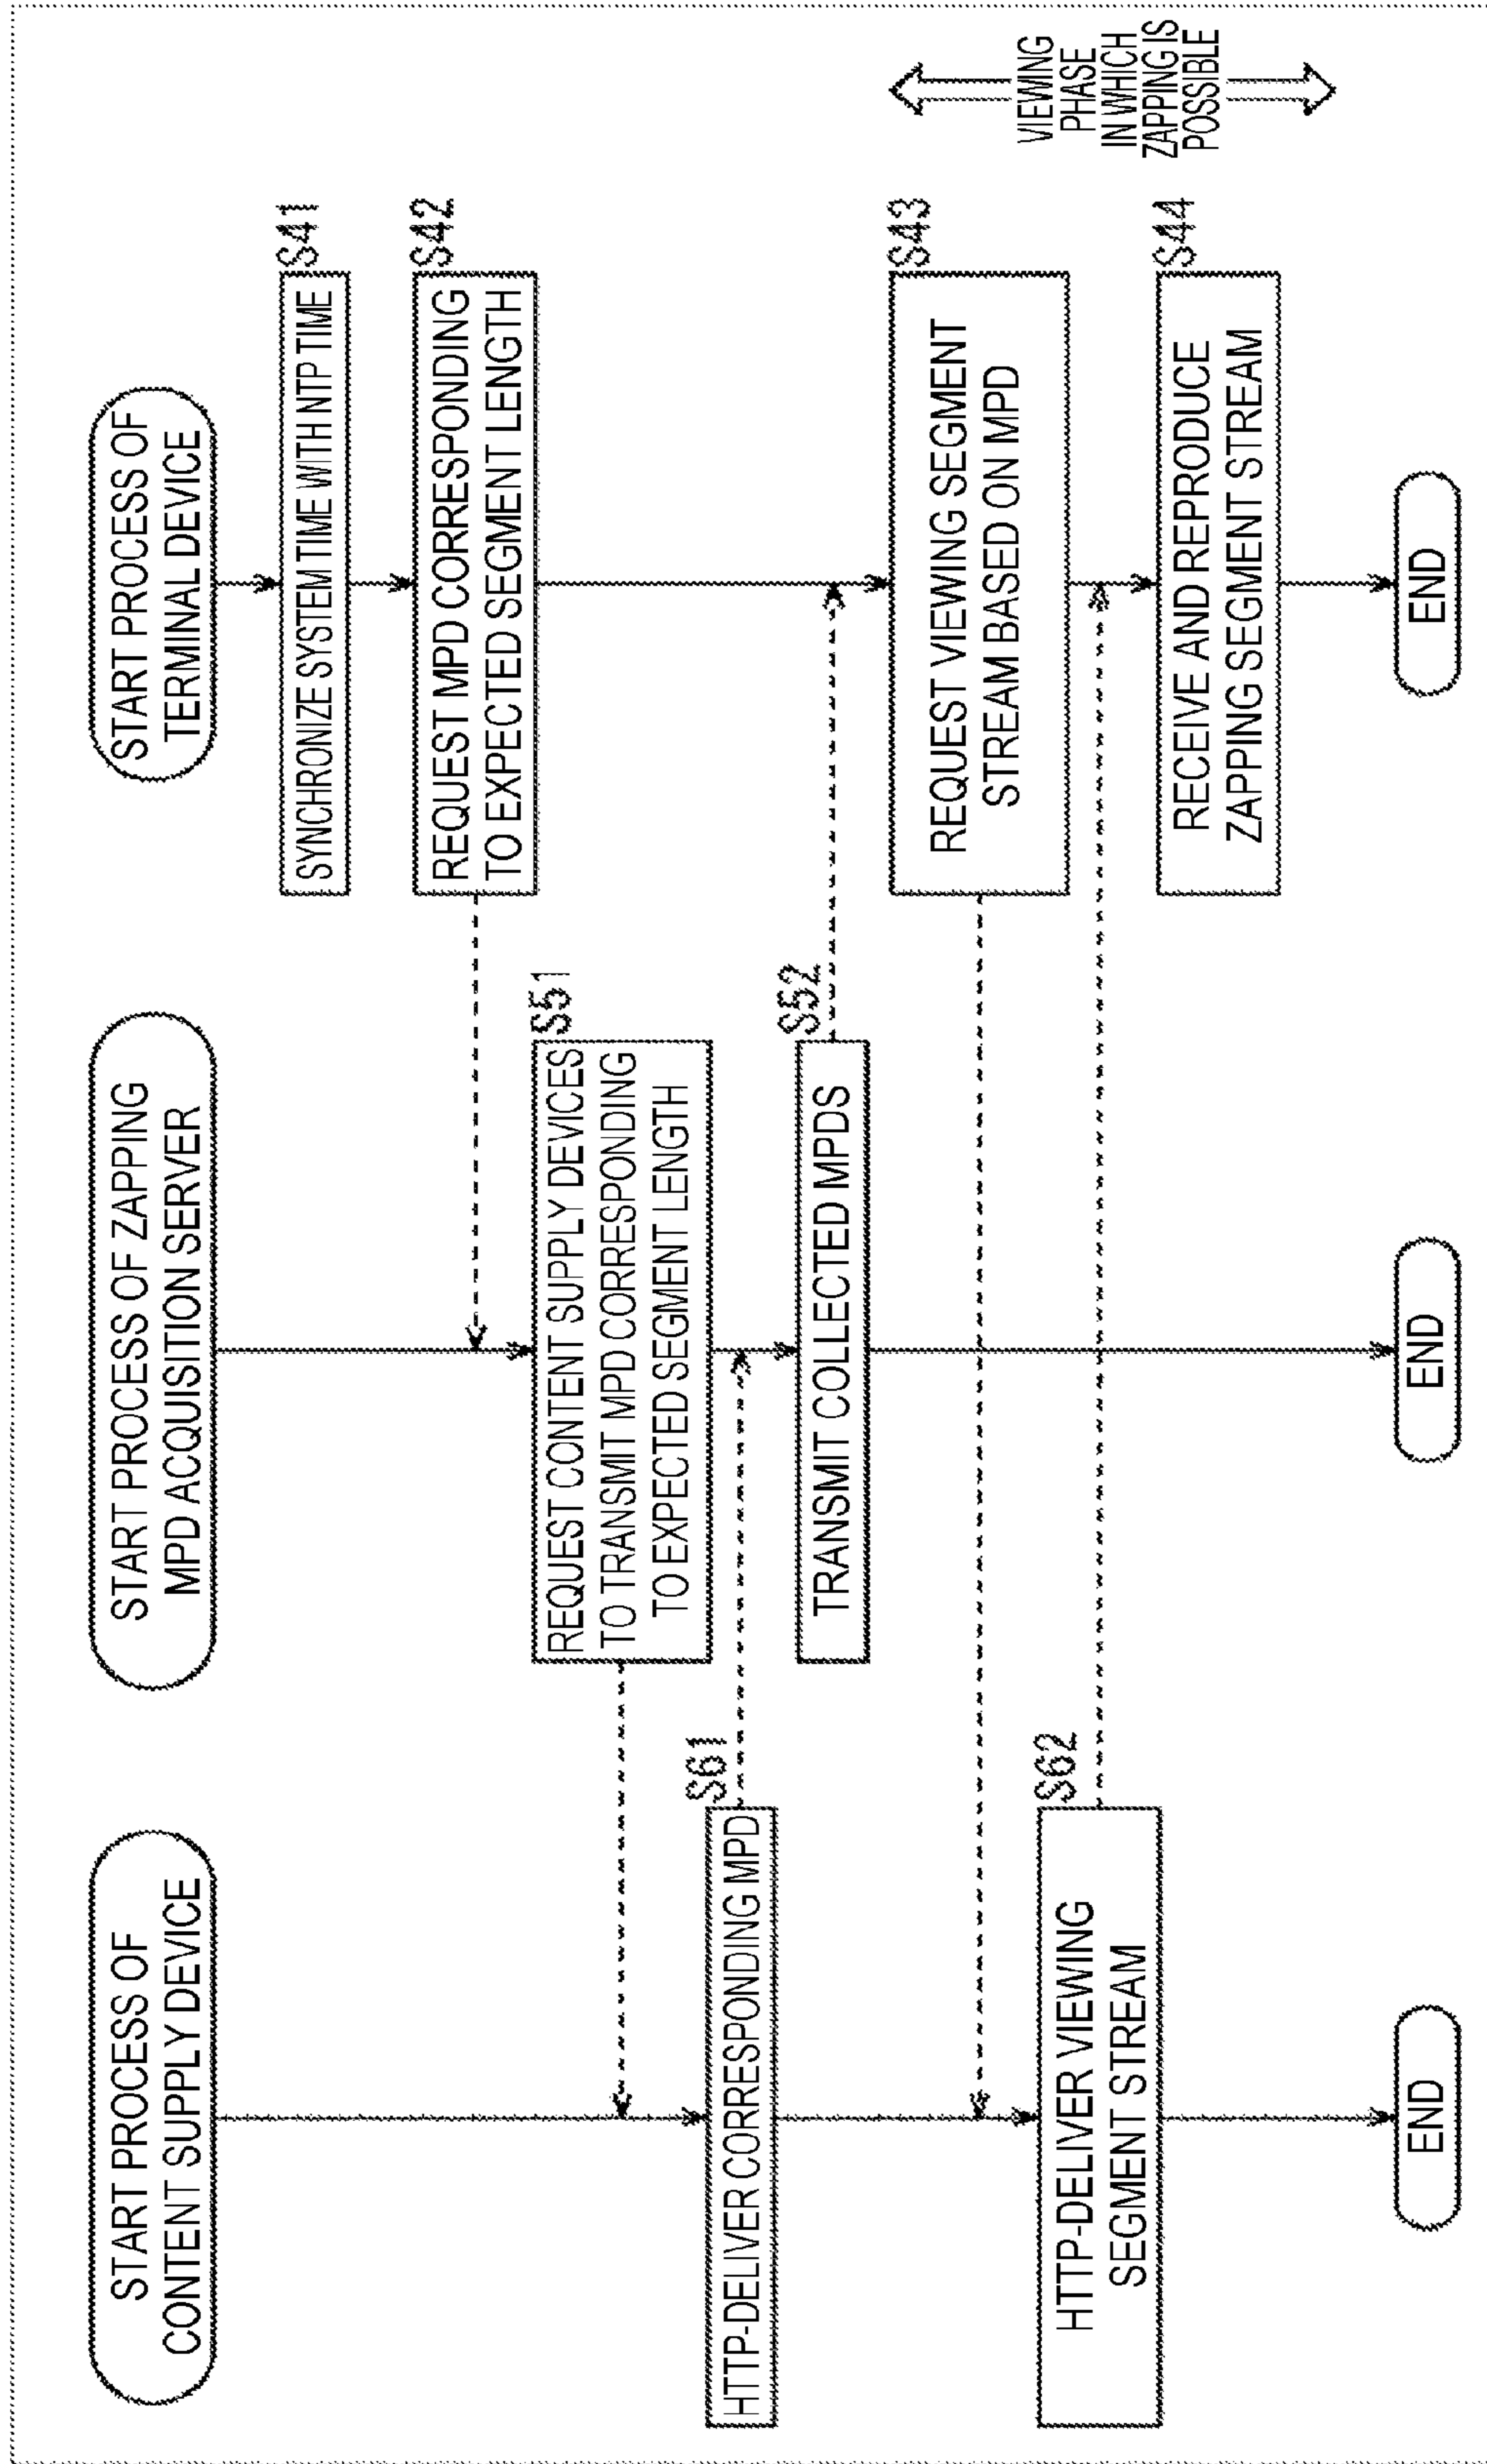 START PROCESS OF
CONTENT SUPPLY DEVICE
S61
HTTP-DELIVER CORRESPONDING MPD
S62
HTTP-DELIVER VIEWING
SEGMENT STREAM
END
START PROCESS OF ZAPPING
MPD ACQUISITION SERVER
S51
REQUEST CONTENT SUPPLY DEVICES
TO TRANSMIT MPD CORRESPONDING
TO EXPECTED SEGMENT LENGTH
S52
TRANSMIT COLLECTED MPDS
END
START PROCESS OF
TERMINAL DEVICE
S41
SYNCHRONIZE SYSTEM TIME WITH NTP TIME
S42
REQUEST MPD CORRESPONDING
TO EXPECTED SEGMENT LENGTH
S43
REQUEST VIEWING SEGMENT
STREAM BASED ON MPD
S44
RECEIVE AND REPRODUCE
ZAPPING SEGMENT STREAM
END
VIEWING
PHASE
IN WHICH
ZAPPING IS
POSSIBLE